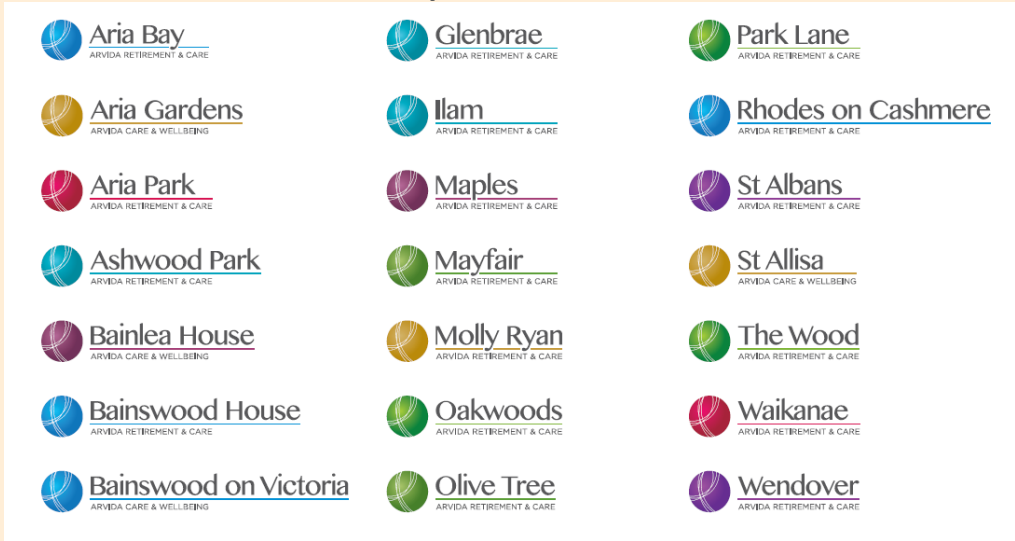 Aria Bay
ARVIDA RETIREMENT & CARE
Aria Gardens
ARVIDA CARE & WELLBEING
Aria Park
ARVIDA RETIREMENT & CARE
Ashwood Park
ARVIDA RETIREMENT & CARE
Bainlea House
ARVIDA CARE & WELLBEING
Bainswood House
ARVIDA RETIREMENT & CARE
Bainswood on Victoria
ARVIDA CARE & WELLBEING
Glenbrae
ARVIDA RETIREMENT & CARE
Ilam
ARVIDA RETIREMENT & CARE
Maples
ARVIDA RETIREMENT & CARE
Mayfair
ARVIDA RETIREMENT & CARE
Molly Ryan
ARVIDA RETIREMENT & CARE
Oakwoods
ARVIDA RETIREMENT & CARE
Olive Tree
ARVIDA RETIREMENT & CARE
Park Lane
ARVIDA RETIREMENT & CARE
Rhodes on Cashmere
ARVIDA RETIREMENT & CARE
St Albans
ARVIDA RETIREMENT & CARE
St Allisa
ARVIDA CARE & WELLBEING
The Wood
ARVIDA RETIREMENT & CARE
Waikanae
ARVIDA RETIREMENT & CARE
Wendover
ARVIDA RETIREMENT & CARE